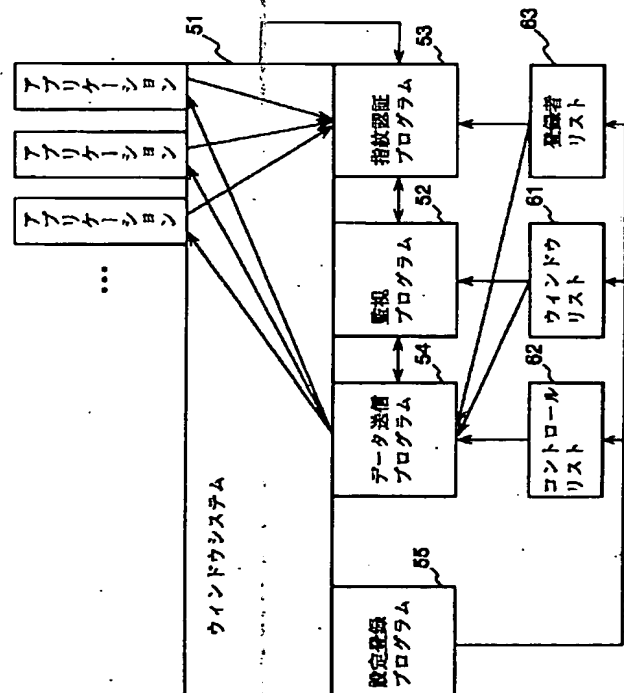 アプリケーション
アプリケーション
アプリケーション
…
51
ウィンドウシステム
設定登録
プログラム
55
データ送信
プログラム
54
監視
プログラム
52
指紋認証
プログラム
53
コントロール
リスト
62
ウィンドウ
リスト
61
登録者
リスト
63